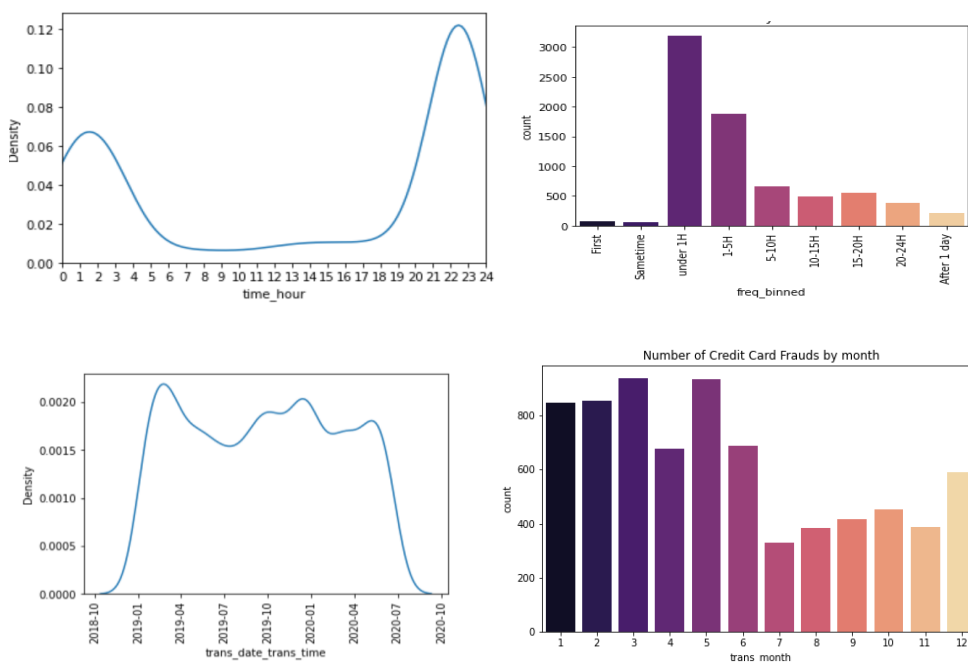 0.12
0.10
0.08
0.06
0.04
0.02
0.00
Density
0 1 2 3 4 5 6 7 8 9 10 11 12 13 14 15 16 17 18 19 20 21 22 23 24
time_hour
3000
2500
2000
1500
1000
500
0
count
First
Sametime
under 1H
1-5H
5-10H
10-15H
15-20H
20-24H
After 1 day
freq_binned
0.0020
0.0015
0.0010
0.0005
0.0000
Density
2018-10
2019-01
2019-04
2019-07
2019-10
2020-01
2020-04
2020-07
2020-10
trans_date_trans_time
Number of Credit Card Frauds by month
800
600
400
200
0
count
1 2 3 4 5 6 7 8 9 10 11 12
trans_month